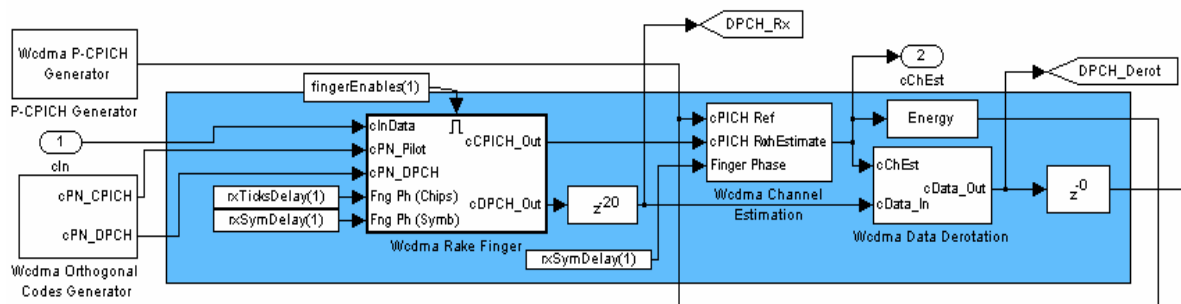 DPCH_Rx
Wcdma P-CPICH
Generator
P-CPICH Generator
2
cChEst
DPCH_Derot
fingerEnables(1)
1
cIn
cInData
cPN_Pilot
cPN_DPCH
Fng Ph (Chips)
Fng Ph (Symb)
cCPICH_Out
cDPCH_Out
Wcdma Rake Finger
rxTicksDelay(1)
rxSymDelay(1)
cPN_CPICH
cPN_DPCH
Wcdma Orthogonal
Codes Generator
z-20
cPICH Ref
cPICH Rx
hEstimate
Finger Phase
Wcdma Channel
Estimation
rxSymDelay(1)
Energy
cChEst
cData_Out
cData_In
Wcdma Data Derotation
z-0